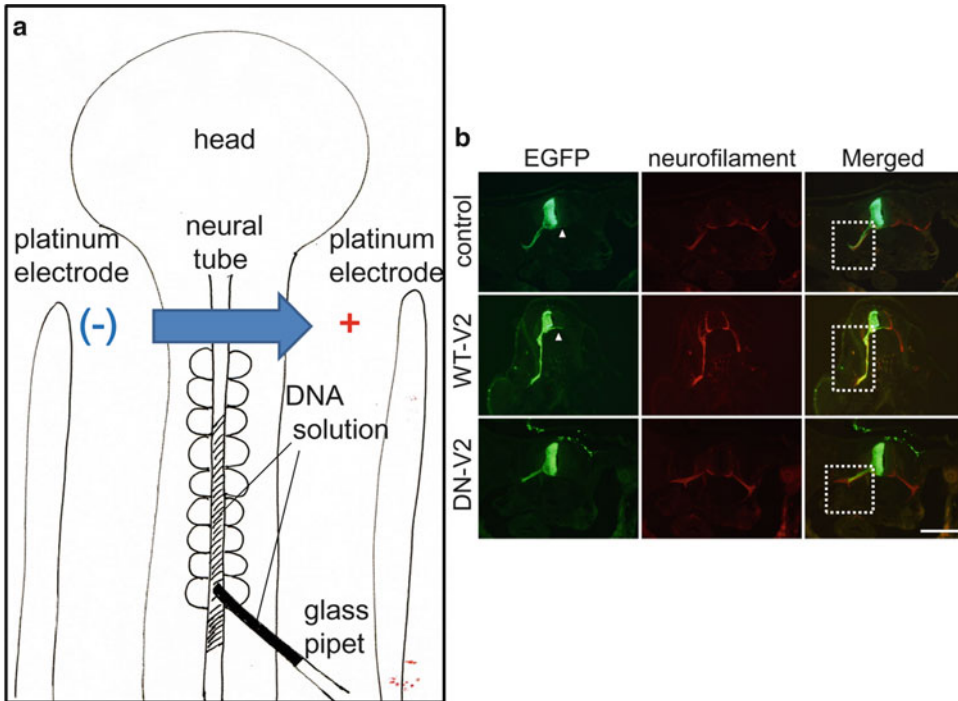 a
head
platinum
electrode
neural
tube
platinum
electrode
(-)
+
DNA
solution
glass
pipet
b
EGFP
neurofilament
Merged
control
WT-V2
DN-V2